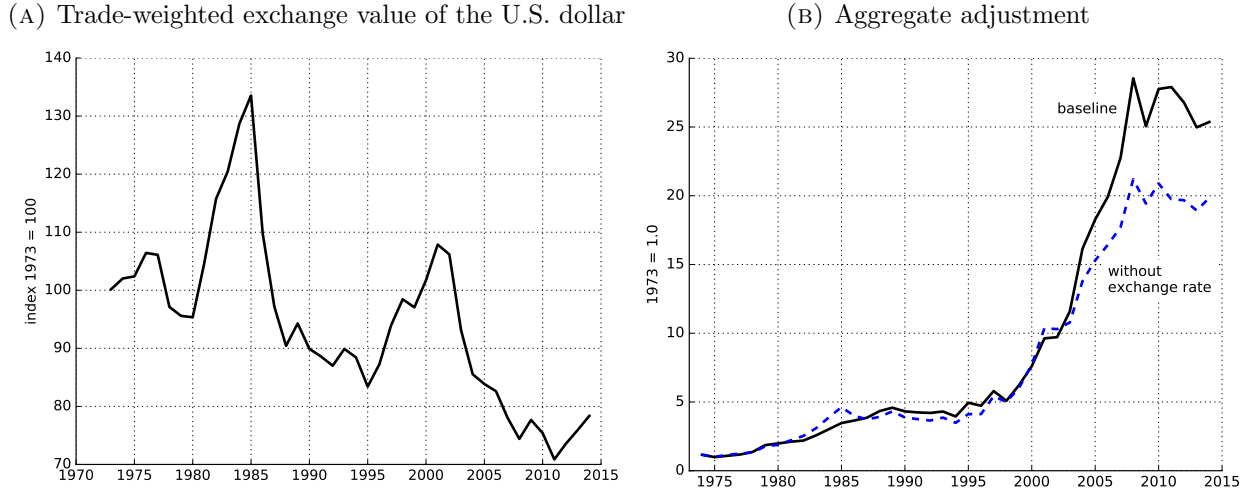 (A) Trade-weighted exchange value of the U.S. dollar
140
130
120
110
100
90
80
70
index 1973 = 100
1970 1975 1980 1985 1990 1995 2000 2005 2010 2015
(B) Aggregate adjustment
30
25
20
15
10
5
0
1973 = 1.0
baseline
without
exchange rate
1975 1980 1985 1990 1995 2000 2005 2010 2015